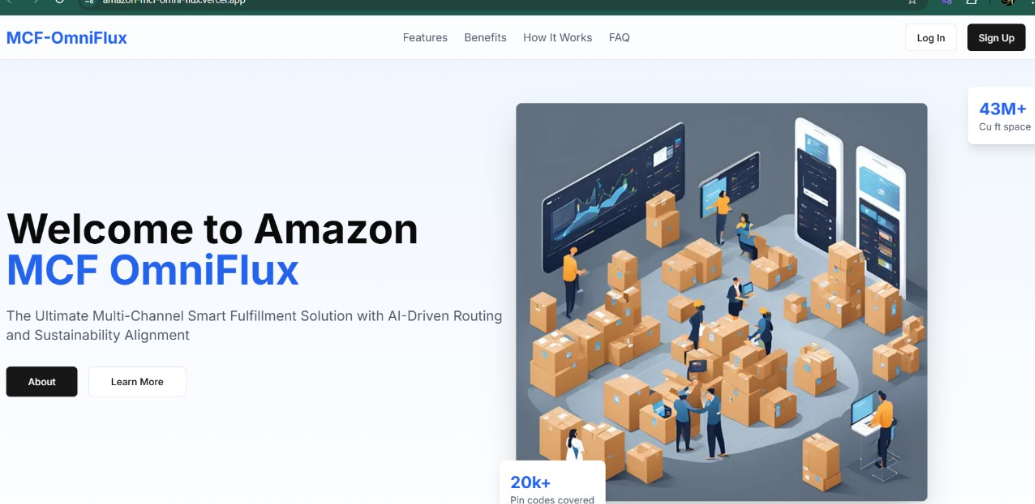 amazon-mcf-omni-flux.vercel.app
MCF-OmniFlux
Features
Benefits
How It Works
FAQ
Log In
Sign Up
43M+
Cu ft space
Welcome to Amazon
MCF OmniFlux
The Ultimate Multi-Channel Smart Fulfillment Solution with AI-Driven Routing
and Sustainability Alignment
About
Learn More
20k+
Pin codes covered